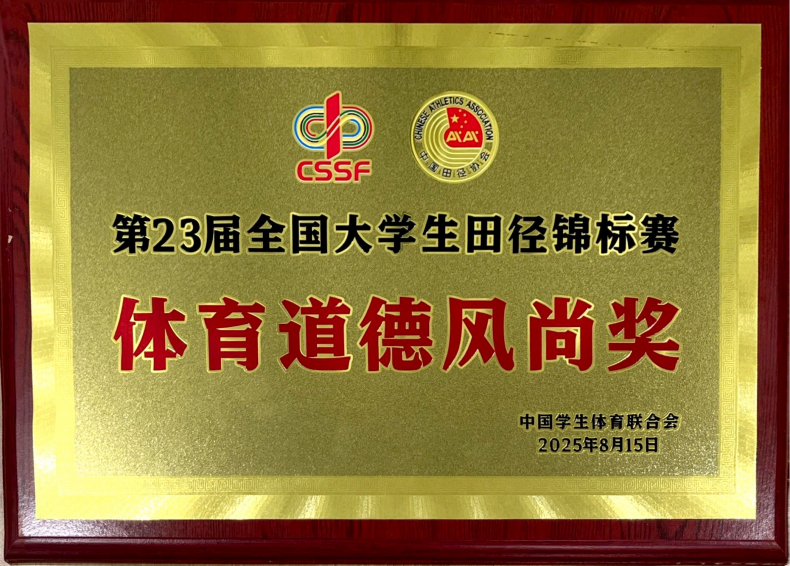 CSSF
CHINESE ATHLETICS ASSOCIATION
中国田径协会
第23届全国大学生田径锦标赛
体育道德风尚奖
中国学生体育联合会
2025年8月15日